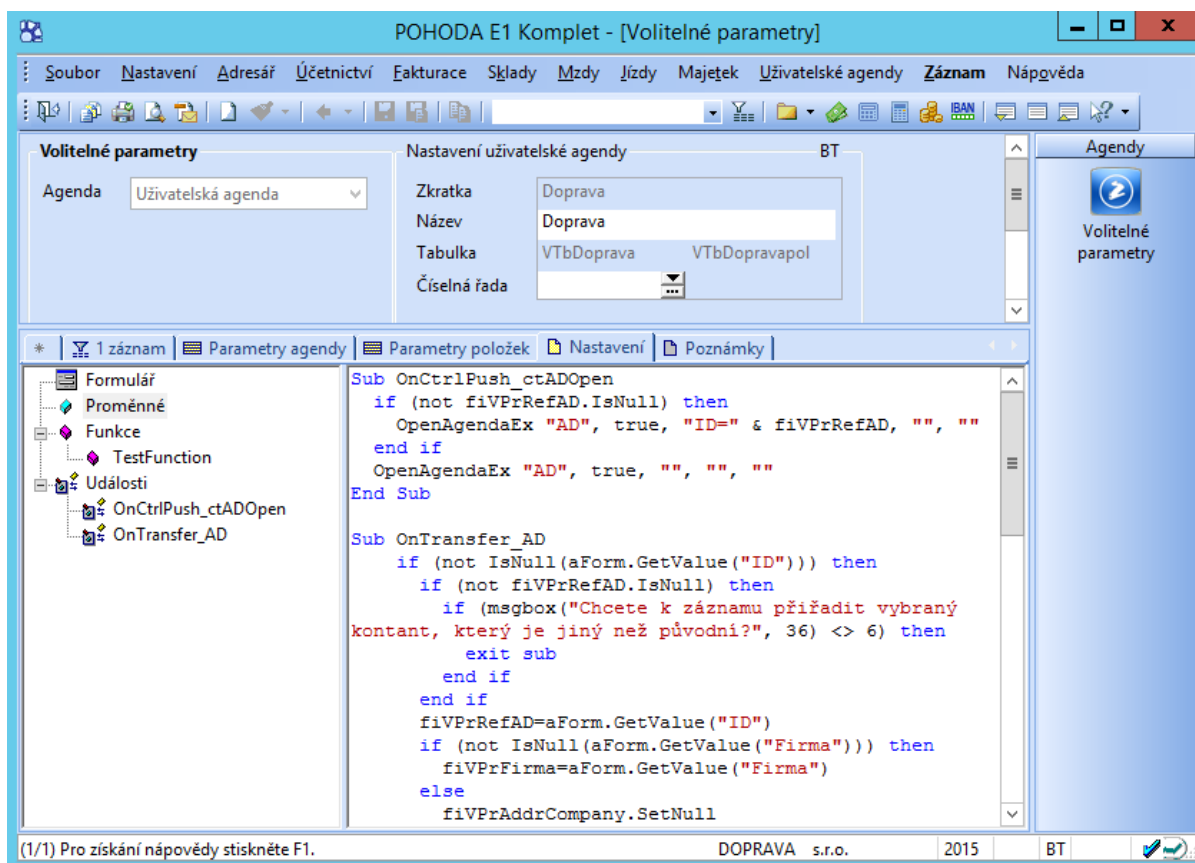 POHODA E1 Komplet - [Volitelné parametry]
Soubor Nastavení Adresář Účetnictví Fakturace Sklady Mzdy Jízdy Majetek Uživatelské agendy Záznam Nápověda
IBAN
Volitelné parametry
Agenda Uživatelská agenda
Nastavení uživatelské agendy BT
Zkratka Doprava
Název Doprava
Tabulka VTbDoprava VTbDopravapol
Číselná řada
Agendy
Volitelné
parametry
* 1 záznam Parametry agendy Parametry položek Nastavení Poznámky
Formulář
Proměnné
Funkce
TestFunction
Události
OnCtrlPush_ctADOpen
OnTransfer_AD
Sub OnCtrlPush_ctADOpen
if (not fiVPrRefAD.IsNull) then
OpenAgendaEx "AD", true, "ID=" & fiVPrRefAD, "", ""
end if
OpenAgendaEx "AD", true, "", "", ""
End Sub
Sub OnTransfer_AD
if (not IsNull(aForm.GetValue("ID"))) then
if (not fiVPrRefAD.IsNull) then
if (msgbox("Chcete k záznamu přiřadit vybraný
kontant, který je jiný než původní?", 36) <> 6) then
exit sub
end if
end if
fiVPrRefAD=aForm.GetValue("ID")
if (not IsNull(aForm.GetValue("Firma"))) then
fiVPrFirma=aForm.GetValue("Firma")
else
fiVPrAddrCompany.SetNull
(1/1) Pro získání nápovědy stiskněte F1. DOPRAVA s.r.o. 2015 BT